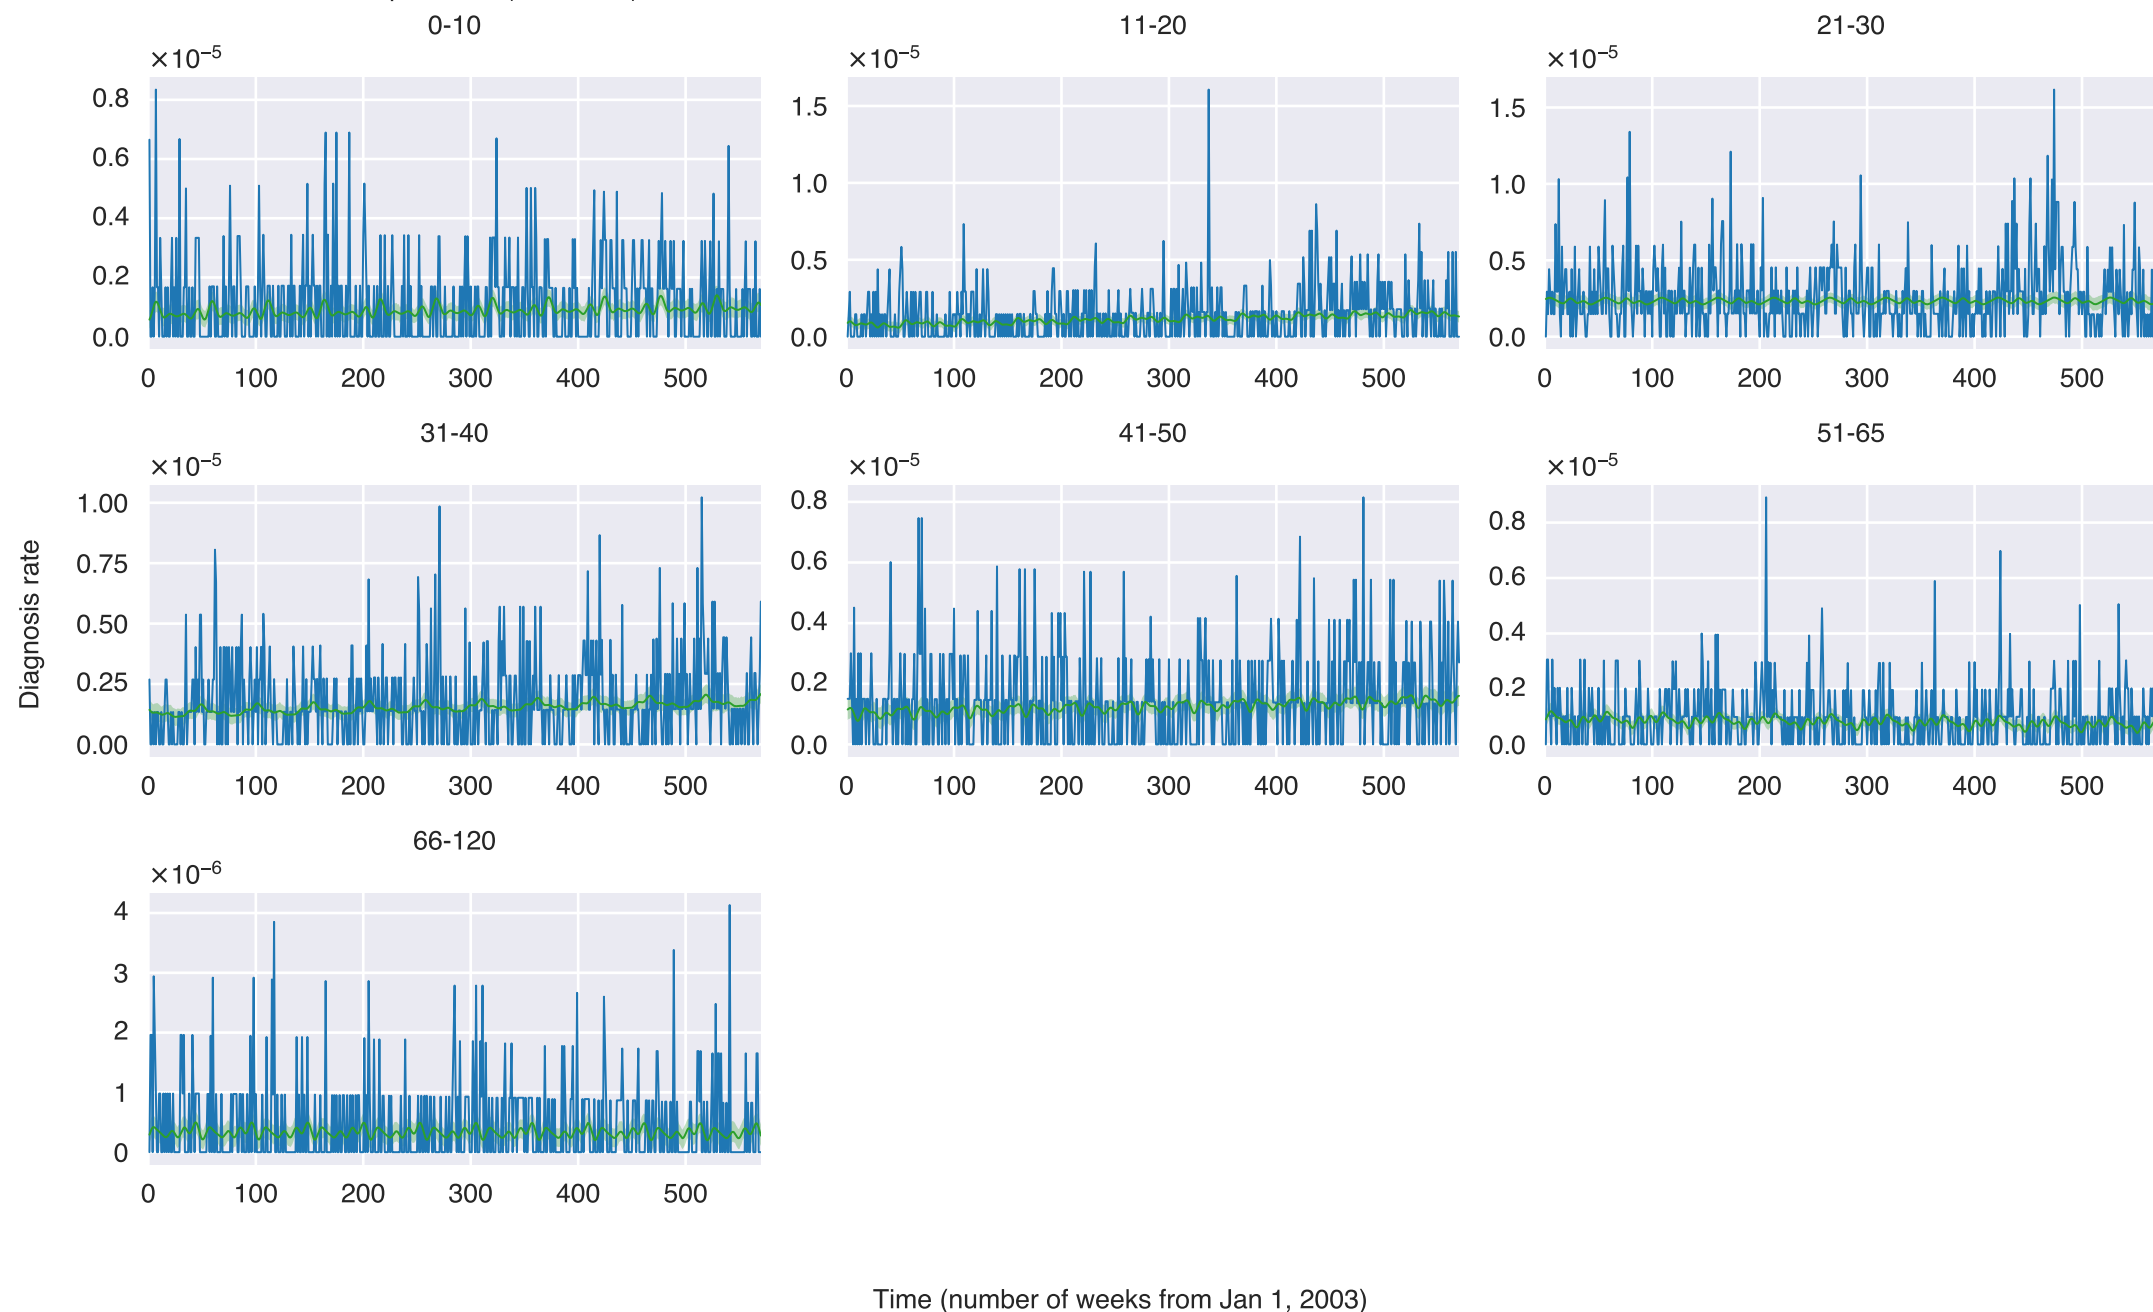 0-10 11-20 21-30
×10⁻⁵ ×10⁻⁵ ×10⁻⁵
0.8 0.6 0.4 0.2 0.0
1.5 1.0 0.5 0.0
1.5 1.0 0.5 0.0
0 100 200 300 400 500
0 100 200 300 400 500
0 100 200 300 400 500
31-40 41-50 51-65
×10⁻⁵ ×10⁻⁵ ×10⁻⁵
Diagnosis rate
1.00 0.75 0.50 0.25 0.00
0.8 0.6 0.4 0.2 0.0
0.8 0.6 0.4 0.2 0.0
0 100 200 300 400 500
0 100 200 300 400 500
0 100 200 300 400 500
66-120
×10⁻⁶
4 3 2 1 0
0 100 200 300 400 500
Time (number of weeks from Jan 1, 2003)